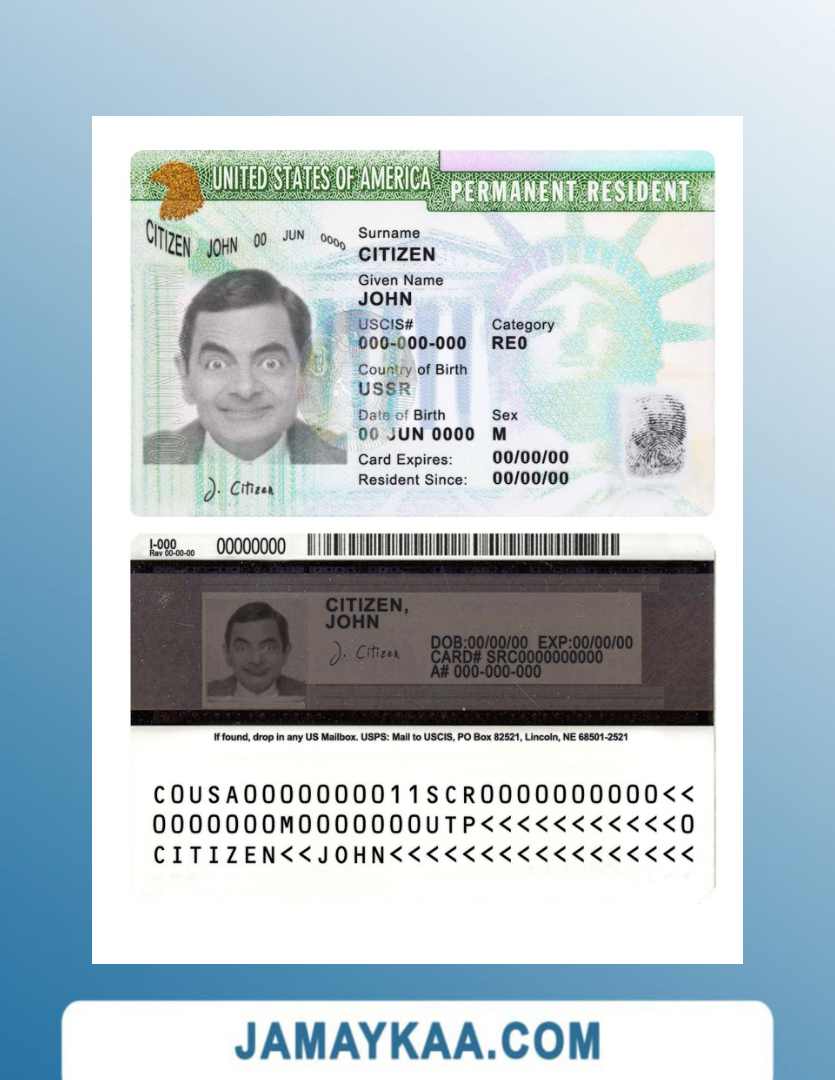 UNITED STATES OF AMERICA
PERMANENT RESIDENT
CITIZEN JOHN 00 JUN 0000
Surname
CITIZEN
Given Name
JOHN
USCIS# Category
000-000-000 RE0
Country of Birth
USSR
Date of Birth Sex
00 JUN 0000 M
Card Expires: 00/00/00
Resident Since: 00/00/00
J. Citizen
I-000
Rev 00-00-00
00000000
CITIZEN,
JOHN
J. Citizen
DOB:00/00/00 EXP:00/00/00
CARD# SRC0000000000
A# 000-000-000
If found, drop in any US Mailbox. USPS: Mail to USCIS, PO Box 82521, Lincoln, NE 68501-2521
C0USA00000000011SCR0000000000<<
0000000M0000000UTP<<<<<<<<<<<0
CITIZEN<<JOHN<<<<<<<<<<<<<<<<<
JAMAYKAA.COM